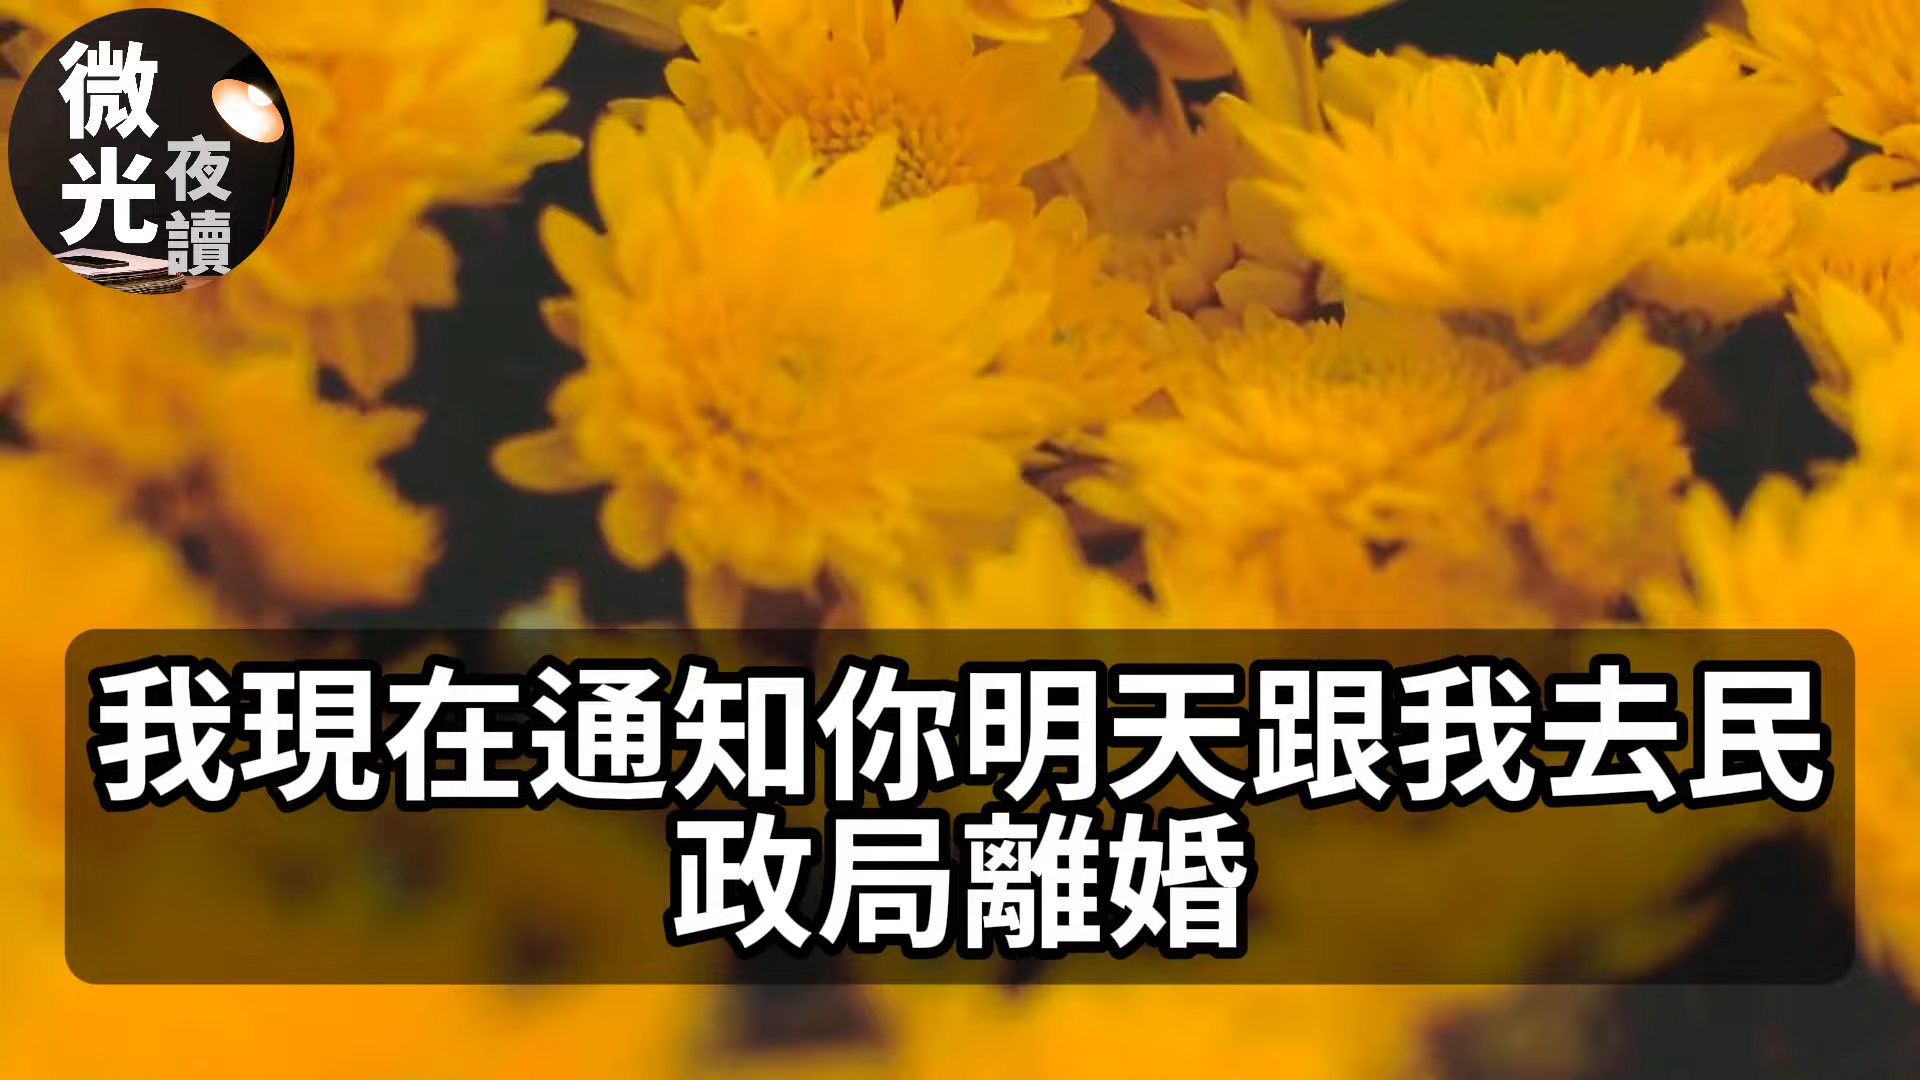 微光
夜讀
我現在通知你明天跟我去民
政局離婚